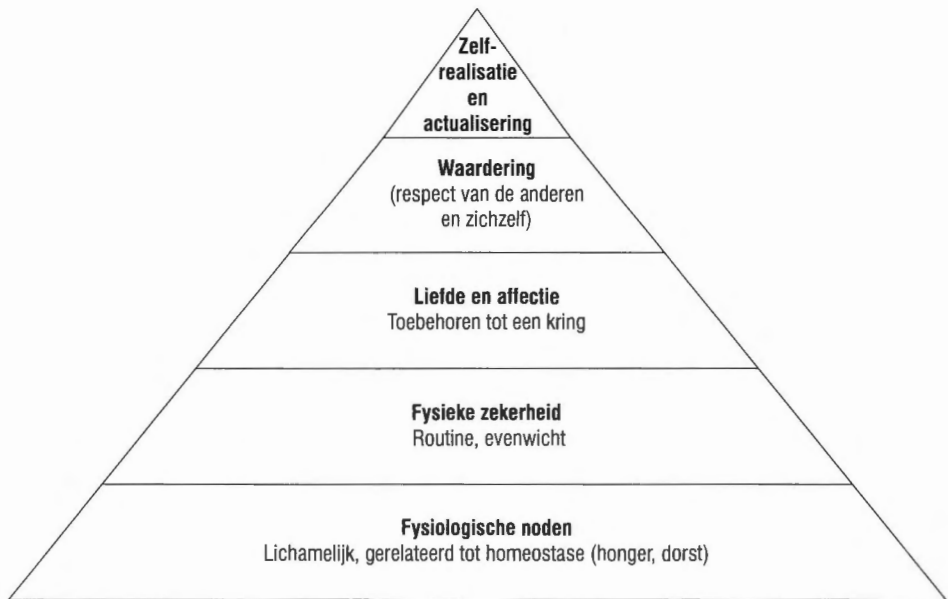 Zelf-
realisatie
en
actualisering
Waardering
(respect van de anderen
en zichzelf)
Liefde en affectie
Toebehoren tot een kring
Fysieke zekerheid
Routine, evenwicht
Fysiologische noden
Lichamelijk, gerelateerd tot homeostase (honger, dorst)